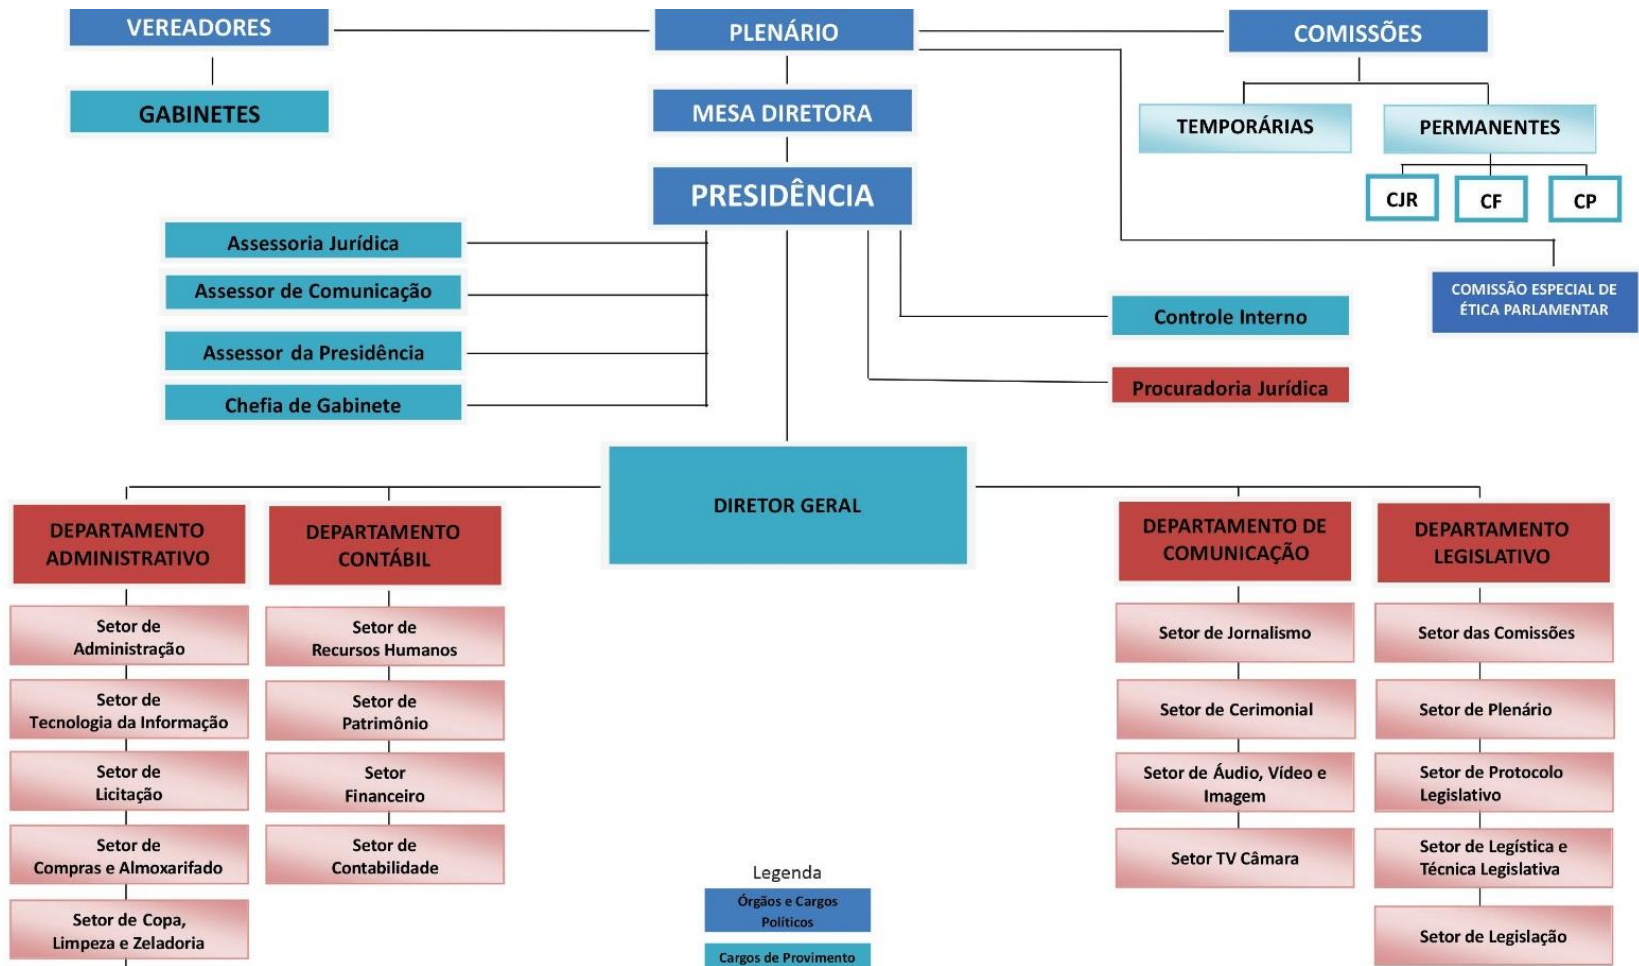 VEREADORES
PLENÁRIO
COMISSÕES
GABINETES
MESA DIRETORA
TEMPORÁRIAS
PERMANENTES
PRESIDÊNCIA
CJR
CF
CP
Assessoria Jurídica
Assessor de Comunicação
Assessor da Presidência
Chefia de Gabinete
COMISSÃO ESPECIAL DE
ÉTICA PARLAMENTAR
Controle Interno
Procuradoria Jurídica
DIRETOR GERAL
DEPARTAMENTO
ADMINISTRATIVO
Setor de
Administração
Setor de
Tecnologia da Informação
Setor de
Licitação
Setor de
Compras e Almoxarifado
Setor de Copa,
Limpeza e Zeladoria
DEPARTAMENTO
CONTÁBIL
Setor de
Recursos Humanos
Setor de
Patrimônio
Setor
Financeiro
Setor de
Contabilidade
DEPARTAMENTO DE
COMUNICAÇÃO
Setor de Jornalismo
Setor de Cerimonial
Setor de Áudio, Vídeo e
Imagem
Setor TV Câmara
DEPARTAMENTO
LEGISLATIVO
Setor das Comissões
Setor de Plenário
Setor de Protocolo
Legislativo
Setor de Legística e
Técnica Legislativa
Setor de Legislação
Legenda
Órgãos e Cargos
Políticos
Cargos de Provimento